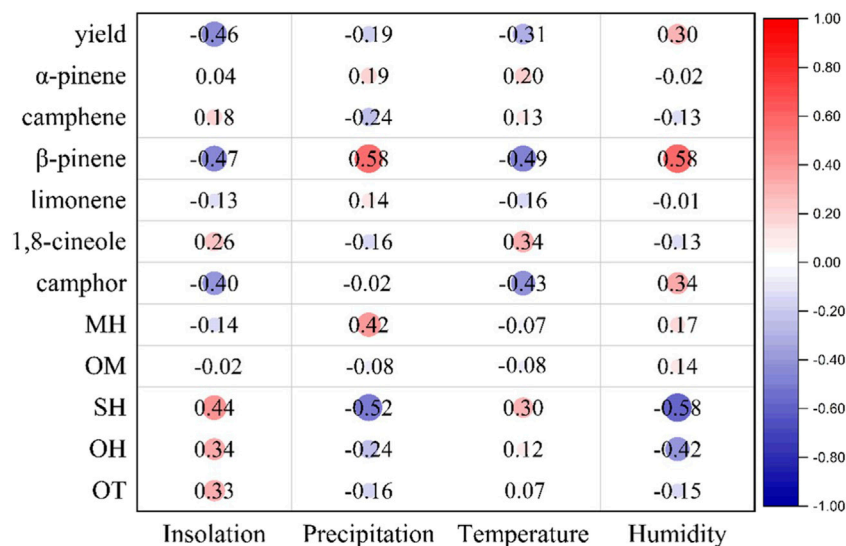 yield -0.46 -0.19 -0.31 0.30
α-pinene 0.04 0.19 0.20 -0.02
camphene 0.18 -0.24 0.13 -0.13
β-pinene -0.47 0.58 -0.49 0.58
limonene -0.13 0.14 -0.16 -0.01
1,8-cineole 0.26 -0.16 0.34 -0.13
camphor -0.40 -0.02 -0.43 0.34
MH -0.14 0.42 -0.07 0.17
OM -0.02 -0.08 -0.08 0.14
SH 0.44 -0.52 0.30 -0.58
OH 0.34 -0.24 0.12 -0.42
OT 0.33 -0.16 0.07 -0.15
Insolation Precipitation Temperature Humidity
1.00
0.80
0.60
0.40
0.20
0.00
-0.20
-0.40
-0.60
-0.80
-1.00